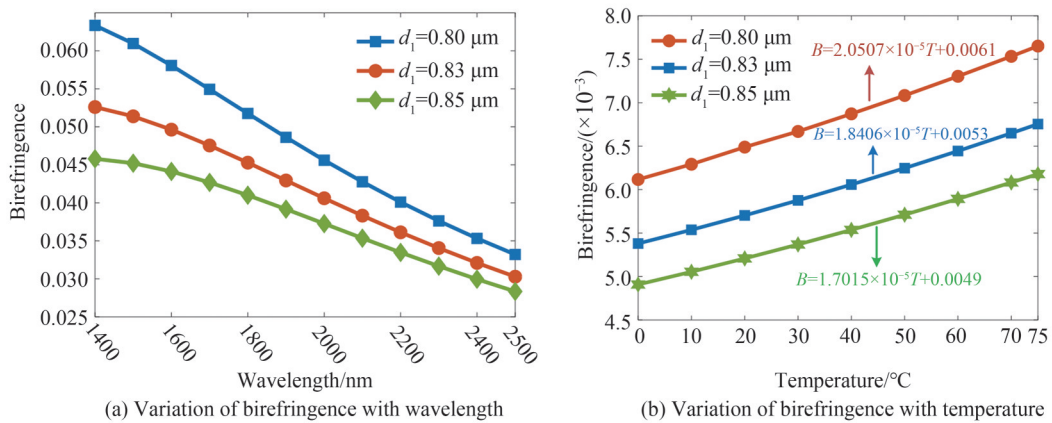 0.060
0.055
0.050
0.045
0.040
0.035
0.030
0.025
Birefringence
d₁=0.80 μm
d₁=0.83 μm
d₁=0.85 μm
1400
1600
1800
2000
2200
2400
2500
Wavelength/nm
(a) Variation of birefringence with wavelength
8.0
7.5
7.0
6.5
6.0
5.5
5.0
4.5
Birefringence/(×10⁻³)
d₁=0.80 μm
d₁=0.83 μm
d₁=0.85 μm
B=2.0507×10⁻⁵T+0.0061
B=1.8406×10⁻⁵T+0.0053
B=1.7015×10⁻⁵T+0.0049
0 10 20 30 40 50 60 70 75
Temperature/℃
(b) Variation of birefringence with temperature